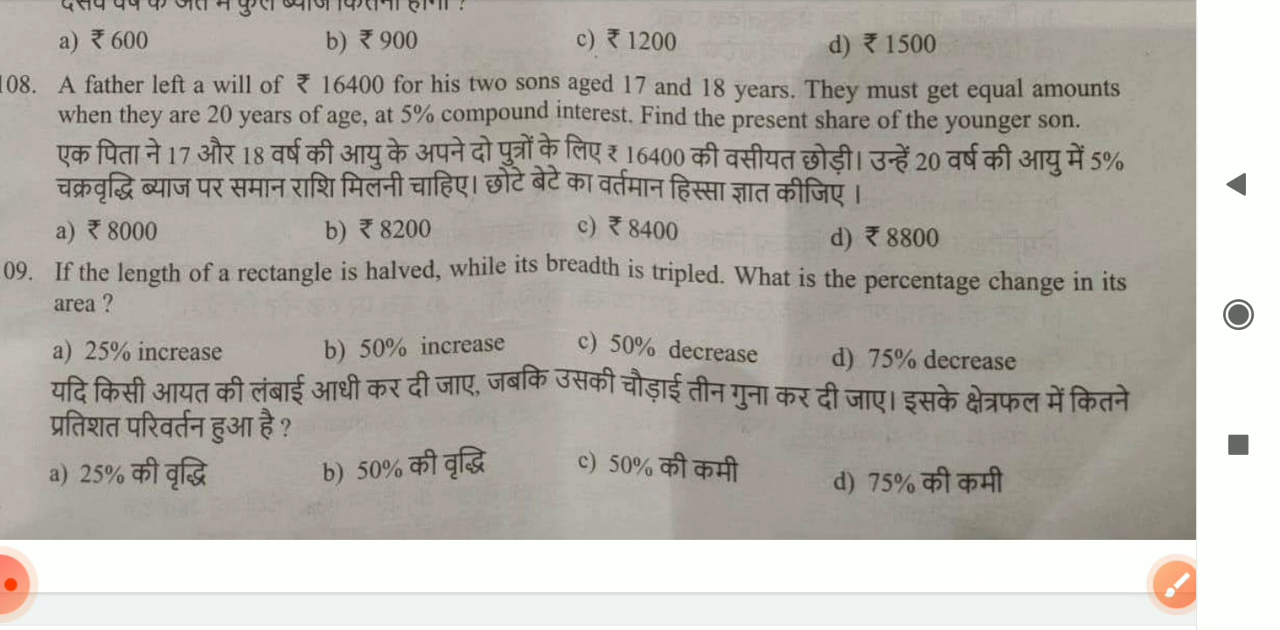 a) ₹ 600 b) ₹ 900 c) ₹ 1200 d) ₹ 1500
108. A father left a will of ₹ 16400 for his two sons aged 17 and 18 years. They must get equal amounts
when they are 20 years of age, at 5% compound interest. Find the present share of the younger son.
एक पिता ने 17 और 18 वर्ष की आयु के अपने दो पुत्रों के लिए ₹ 16400 की वसीयत छोड़ी। उन्हें 20 वर्ष की आयु में 5%
चक्रवृद्धि ब्याज पर समान राशि मिलनी चाहिए। छोटे बेटे का वर्तमान हिस्सा ज्ञात कीजिए ।
a) ₹ 8000 b) ₹ 8200 c) ₹ 8400 d) ₹ 8800
09. If the length of a rectangle is halved, while its breadth is tripled. What is the percentage change in its
area ?
a) 25% increase b) 50% increase c) 50% decrease d) 75% decrease
यदि किसी आयत की लंबाई आधी कर दी जाए, जबकि उसकी चौड़ाई तीन गुना कर दी जाए। इसके क्षेत्रफल में कितने
प्रतिशत परिवर्तन हुआ है ?
a) 25% की वृद्धि b) 50% की वृद्धि c) 50% की कमी d) 75% की कमी